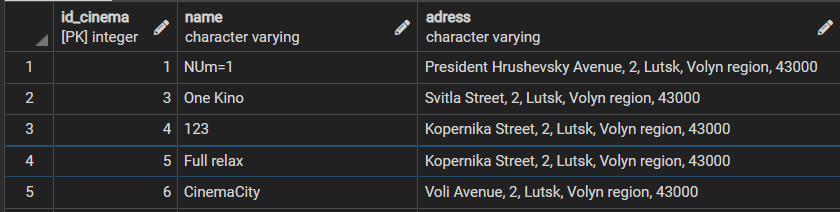 id_cinema name adress
[PK] integer character varying character varying
1 1 NUm=1 President Hrushevsky Avenue, 2, Lutsk, Volyn region, 43000
2 3 One Kino Svitla Street, 2, Lutsk, Volyn region, 43000
3 4 123 Kopernika Street, 2, Lutsk, Volyn region, 43000
4 5 Full relax Kopernika Street, 2, Lutsk, Volyn region, 43000
5 6 CinemaCity Voli Avenue, 2, Lutsk, Volyn region, 43000